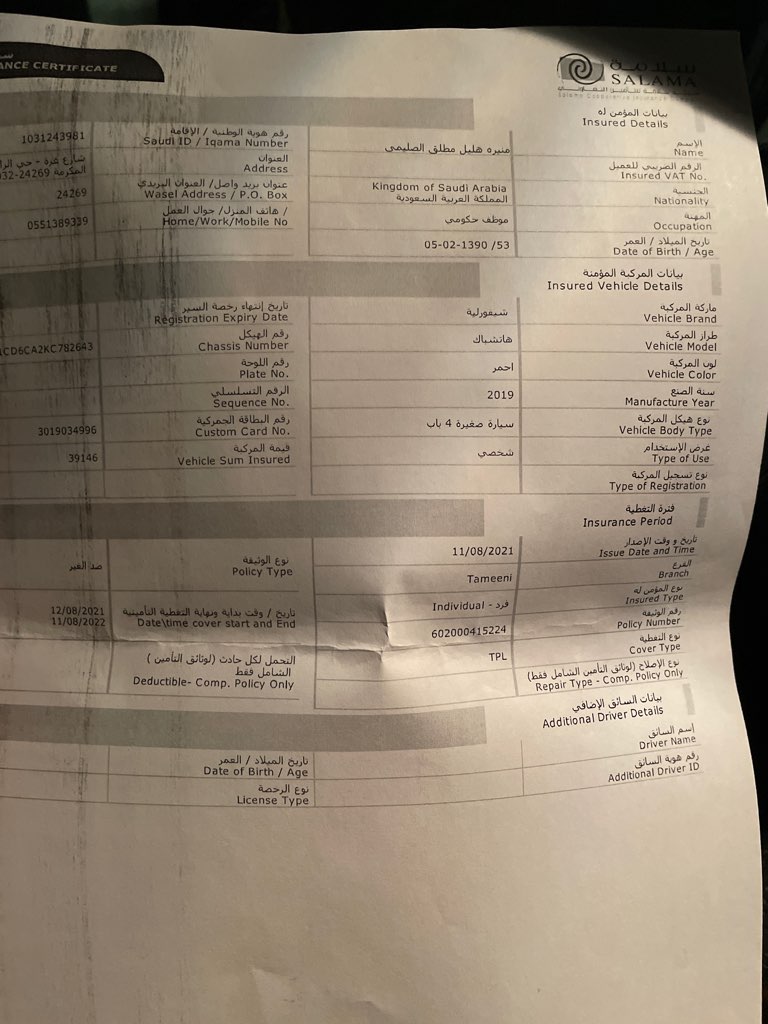 ANCE CERTIFICATE
سلامة
SALAMA
بيانات المؤمن له
Insured Details
الإسم
Name
منيره هليل مطلق الصليمي
رقم هوية الوطنية / الإقامة
Saudi ID / Iqama Number
1031243981
الرقم الضريبي للعميل
Insured VAT No.
العنوان
Address
شارع غزة - حي
32-24269 المكرمة
الجنسية
Nationality
Kingdom of Saudi Arabia
المملكة العربية السعودية
عنوان بريد واصل/ العنوان البريدي
Wasel Address / P.O. Box
24269
المهنة
Occupation
موظف حكومي
/ هاتف المنزل/ جوال العمل
Home/Work/Mobile No
0551389339
تاريخ الميلاد / العمر
Date of Birth / Age
05-02-1390 /53
بيانات المركبة المؤمنة
Insured Vehicle Details
ماركة المركبة
Vehicle Brand
شيفورلية
تاريخ إنتهاء رخصة السير
Registration Expiry Date
طراز المركبة
Vehicle Model
هاتشباك
رقم الهيكل
Chassis Number
CD6CA2KC782643
لون المركبة
Vehicle Color
احمر
رقم اللوحة
Plate No.
سنة الصنع
Manufacture Year
2019
الرقم التسلسلي
Sequence No.
نوع هيكل المركبة
Vehicle Body Type
سيارة صغيرة 4 باب
رقم البطاقة الجمركية
Custom Card No.
3019034996
غرض الإستخدام
Type of Use
شخصي
قيمة المركبة
Vehicle Sum Insured
39146
نوع تسجيل المركبة
Type of Registration
فترة التغطية
Insurance Period
تاريخ و وقت الإصدار
Issue Date and Time
11/08/2021
نوع الوثيقة
Policy Type
ضد الغير
الفرع
Branch
Tameeni
نوع المؤمن له
Insured Type
Individual - فرد
تاريخ / وقت بداية ونهاية التغطية التأمينية
Date\time cover start and End
12/08/2021
11/08/2022
رقم الوثيقة
Policy Number
602000415224
نوع التغطية
Cover Type
TPL
التحمل لكل حادث (لوثائق التأمين )
الشامل فقط
Deductible- Comp. Policy Only
نوع الإصلاح (لوثائق التأمين الشامل فقط)
Repair Type - Comp. Policy Only
بيانات السائق الإضافي
Additional Driver Details
إسم السائق
Driver Name
تاريخ الميلاد / العمر
Date of Birth / Age
رقم هوية السائق
Additional Driver ID
نوع الرخصة
License Type